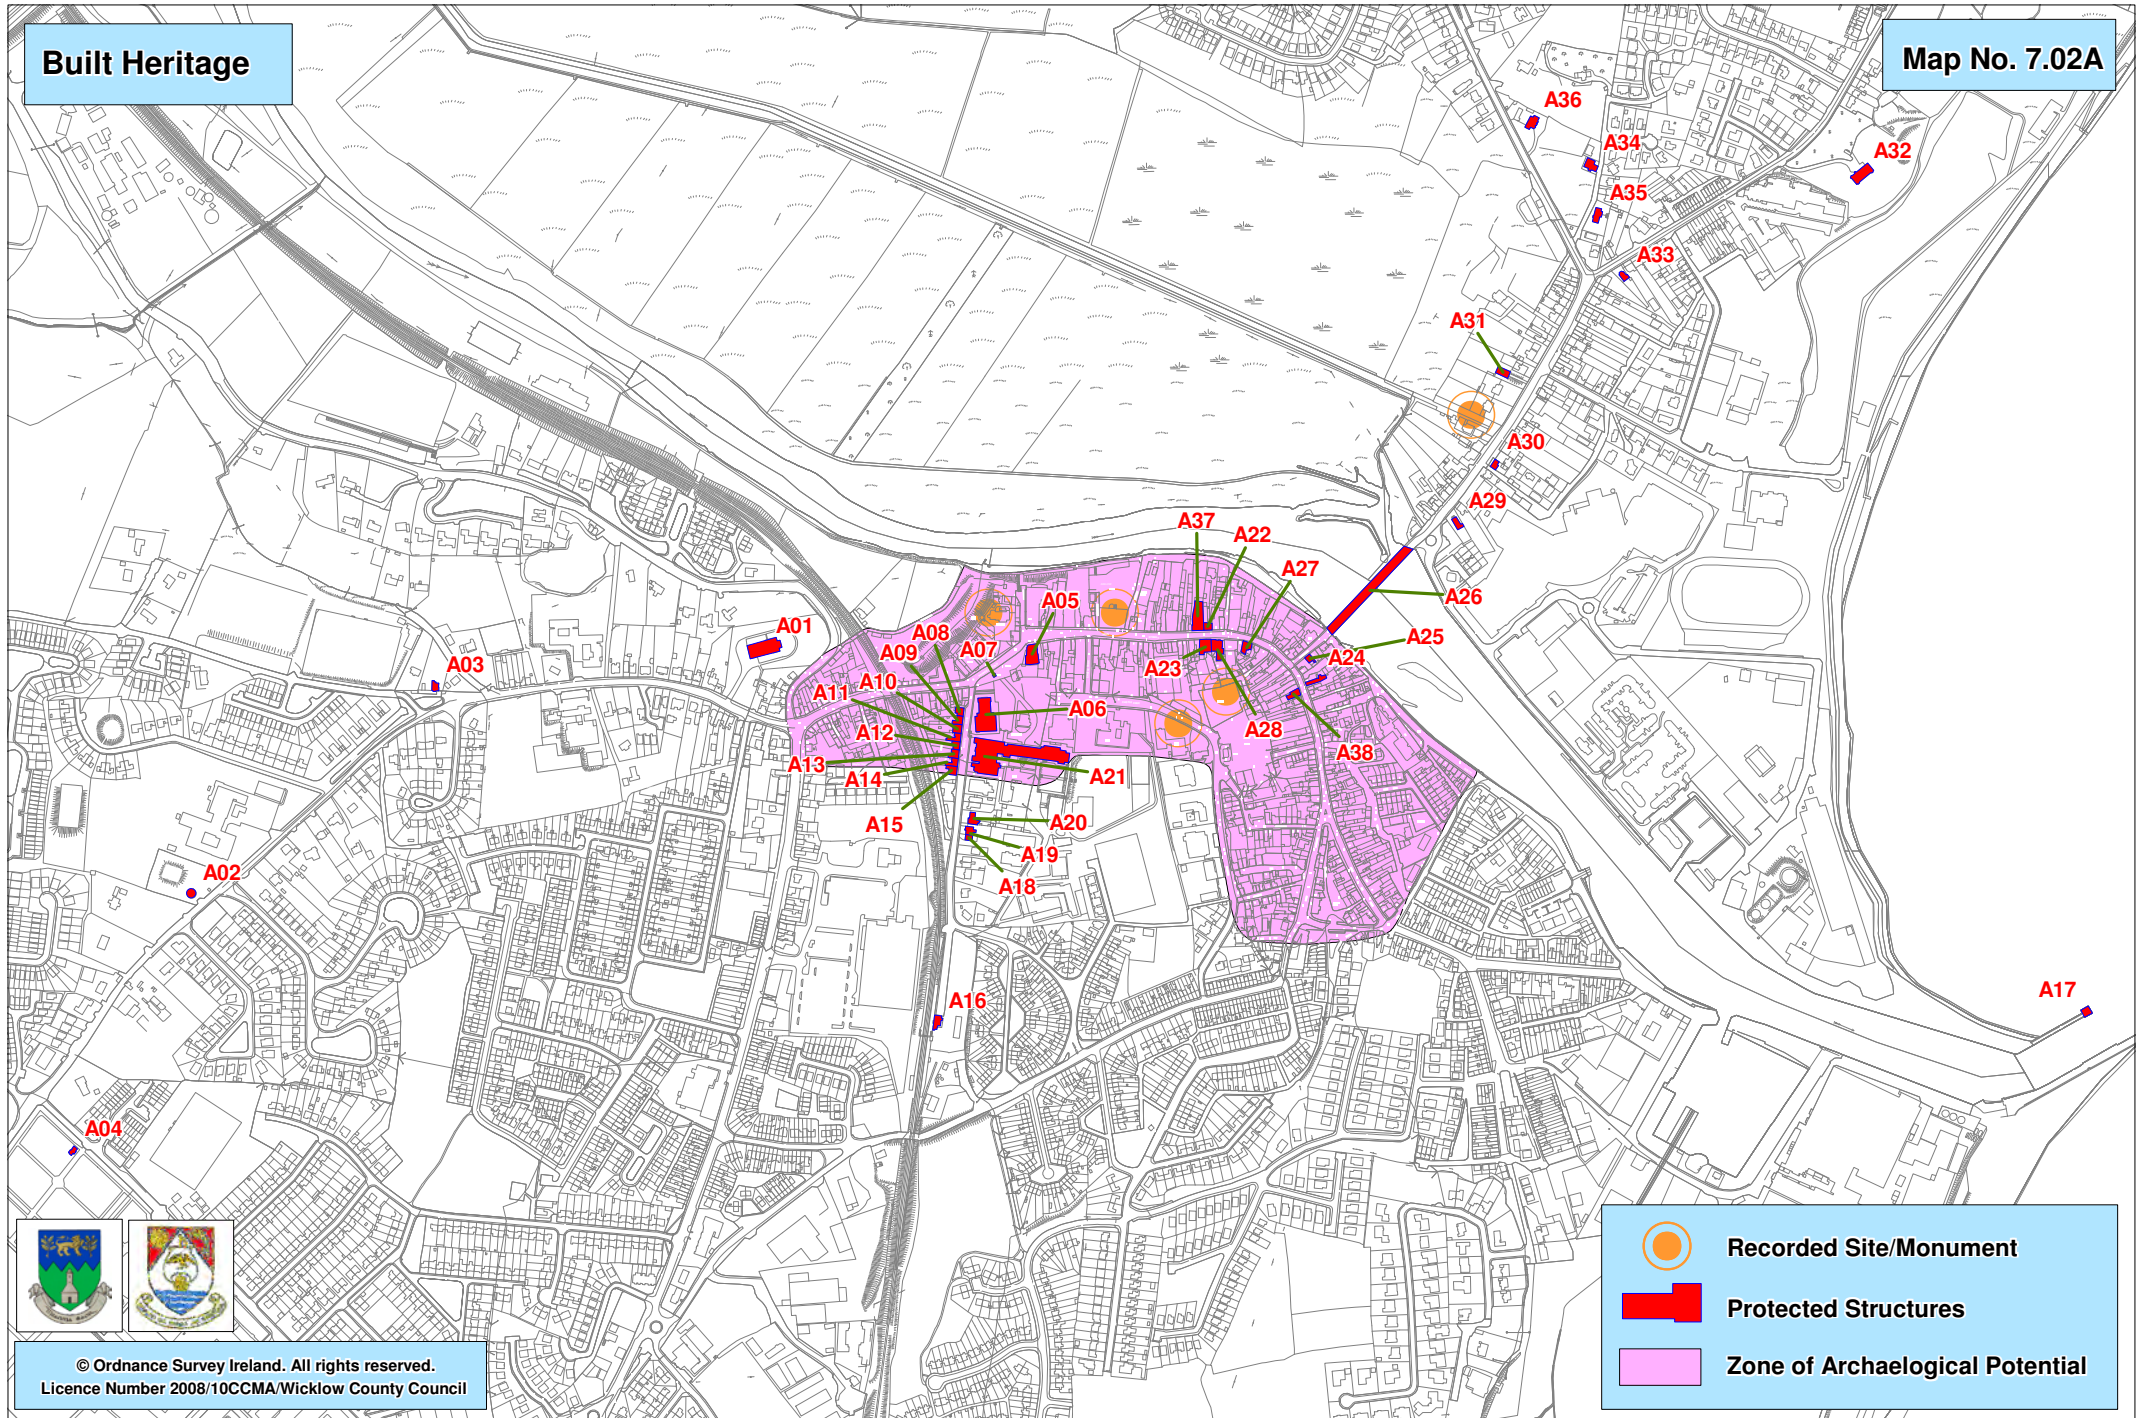 Built Heritage
Map No. 7.02A
A36
A34
A32
A35
A33
A31
A30
A29
A37
A22
A27
A26
A05
A25
A01
A08
A07
A09
A24
A23
A03
A10
A11
A06
A28
A12
A38
A13
A14
A21
A15
A20
A19
A02
A18
A17
A16
A04
Recorded Site/Monument
Protected Structures
Zone of Archaelogical Potential
© Ordnance Survey Ireland. All rights reserved.
Licence Number 2008/10CCMA/Wicklow County Council